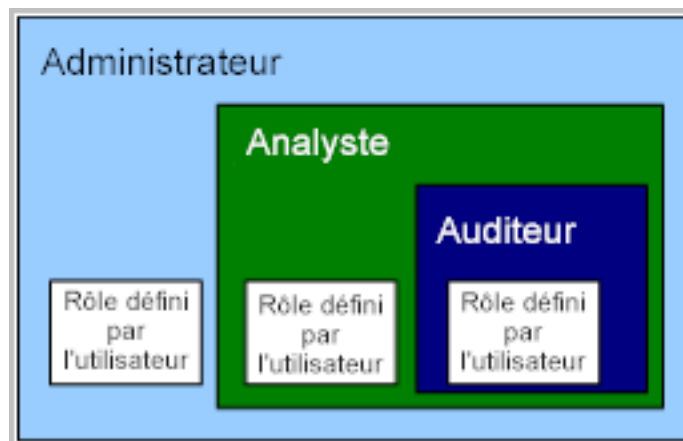 Administrateur
Analyste
Auditeur
Rôle défini
par
l'utilisateur
Rôle défini
par
l'utilisateur
Rôle défini
par
l'utilisateur